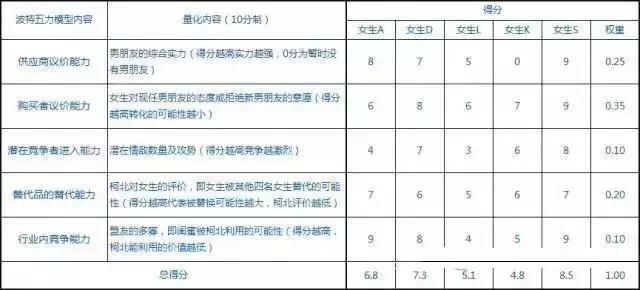 波特五力模型内容 量化内容（10分制） 得分
女生A 女生D 女生L 女生K 女生S 权重
供应商议价能力 男朋友的综合实力（得分越高实力越强，0分为暂时没
有男朋友） 8 7 5 0 9 0.25
购买者议价能力 女生对现任男朋友的态度或拒绝新男朋友的意愿（得分
越高转化的可能性越小） 6 8 6 7 9 0.35
潜在竞争者进入能力 潜在情敌数量及攻势（得分越高竞争越激烈） 4 7 3 6 8 0.10
替代品的替代能力 柯北对女生的评价，即女生被其他四名女生替代的可能
性（得分越高代表被替换可能性越大，柯北评价越低） 7 6 5 6 7 0.20
行业内竞争能力 盟友的多寡，即闺蜜被柯北利用的可能性（得分越高，
柯北能利用的价值越低） 9 8 4 5 9 0.10
总得分 6.8 7.3 5.1 4.8 8.5 1.00